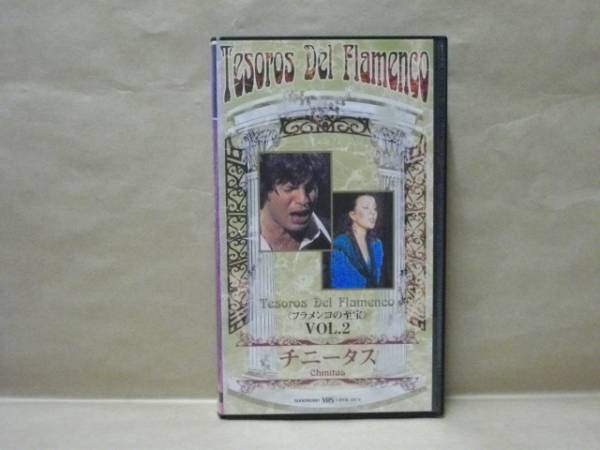 Tesoros Del Flamenco
Tesoros Del Flamenco
〈フラメンコの至宝〉
VOL.2
チニータス
Chinitas
VHS